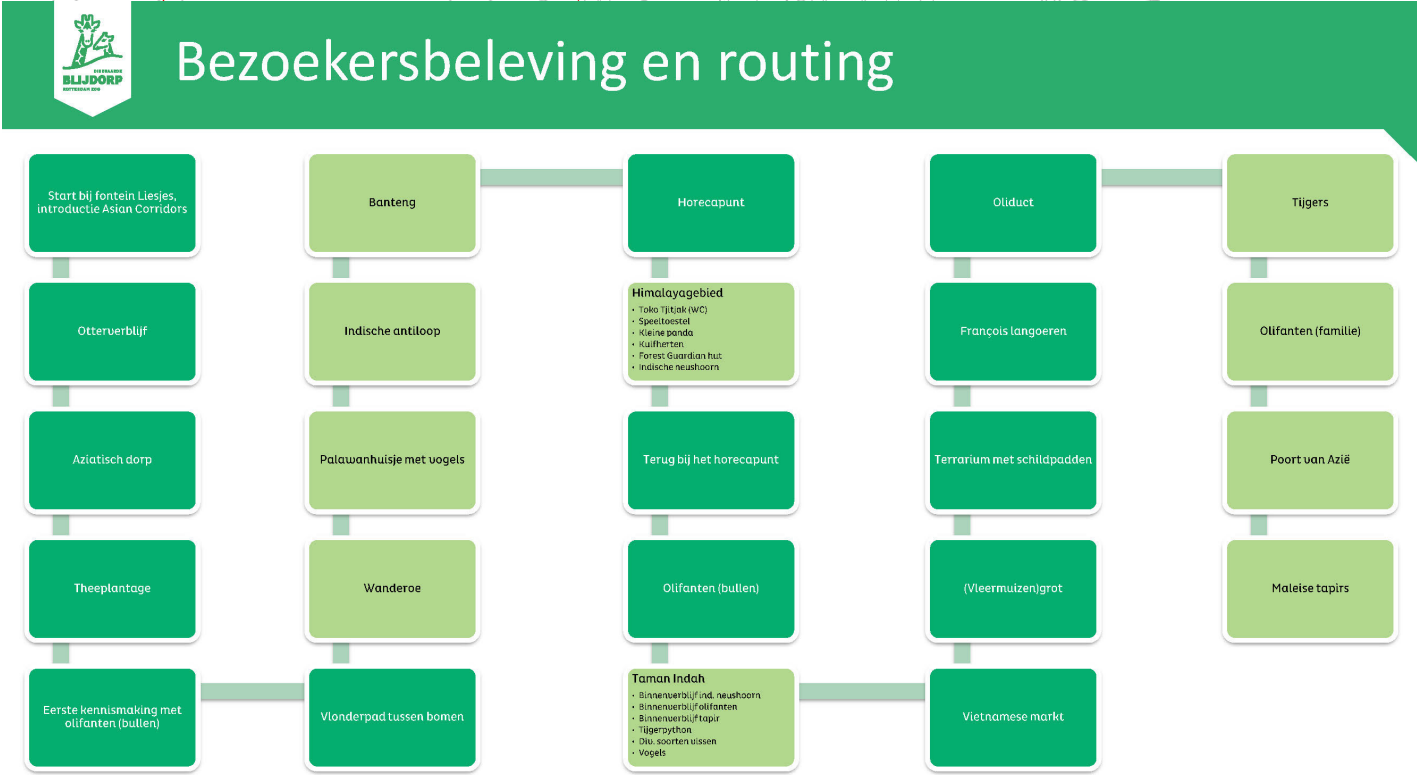 DIERGAARDE
BLIJDORP
ROTTERDAM ZOO
Bezoekersbeleving en routing
Start bij fontein Liesjes,
introductie Asian Corridors
Otterverblijf
Aziatisch dorp
Theeplantage
Eerste kennismaking met
olifanten (bullen)
Vlonderpad tussen bomen
Wanderoe
Palawanhuisje met vogels
Indische antiloop
Banteng
Horecapunt
Himalayagebied
• Toko Tjitjak (WC)
• Speeltoestel
• Kleine panda
• Kuifherten
• Forest Guardian hut
• Indische neushoorn
Terug bij het horecapunt
Olifanten (bullen)
Taman Indah
• Binnenverblijf ind. neushoorn
• Binnenverblijf olifanten
• Binnenverblijf tapir
• Tijgerpython
• Div. soorten vissen
• Vogels
Vietnamese markt
(Vleermuizen)grot
Terrarium met schildpadden
François langoeren
Oliduct
Tijgers
Olifanten (familie)
Poort van Azië
Maleise tapirs